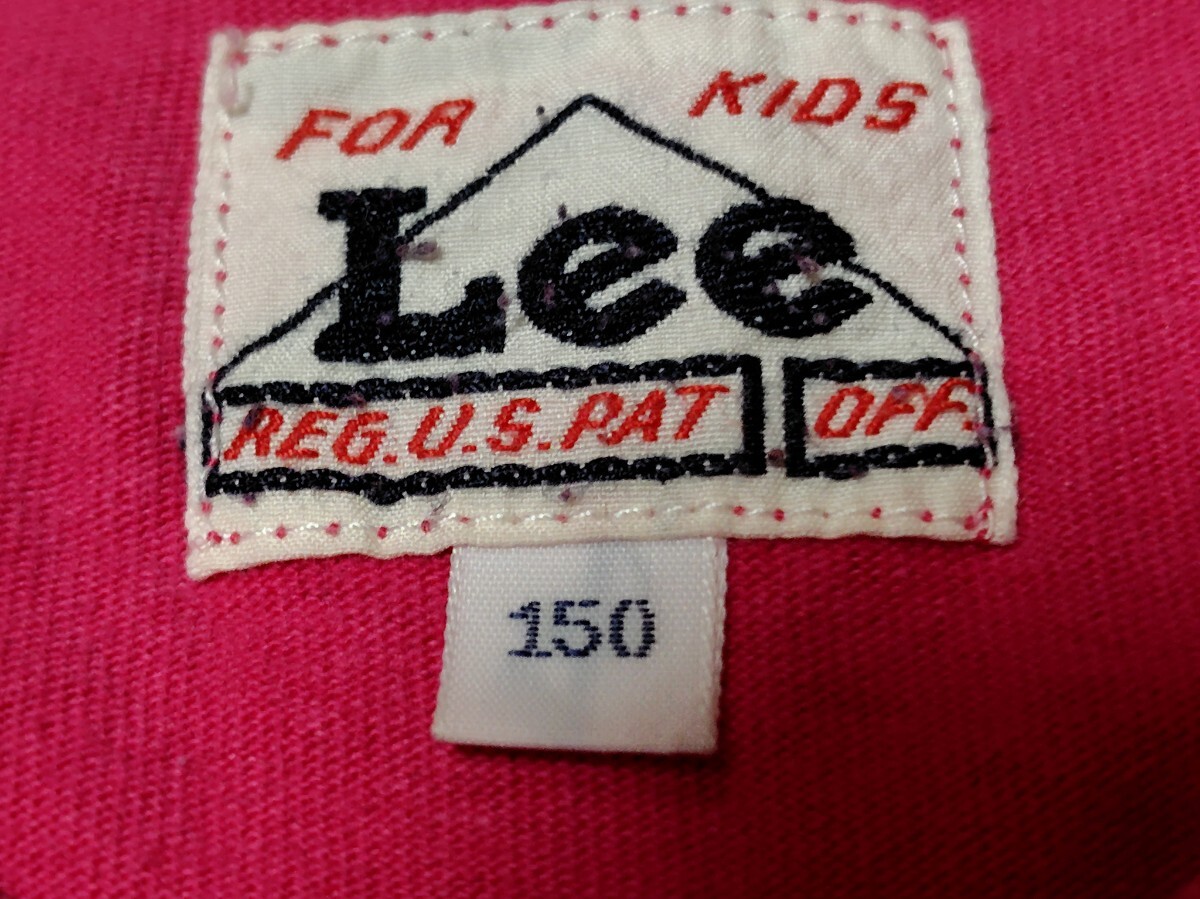 FOR KIDS
Lee
REG.U.S.PAT OFF.
150